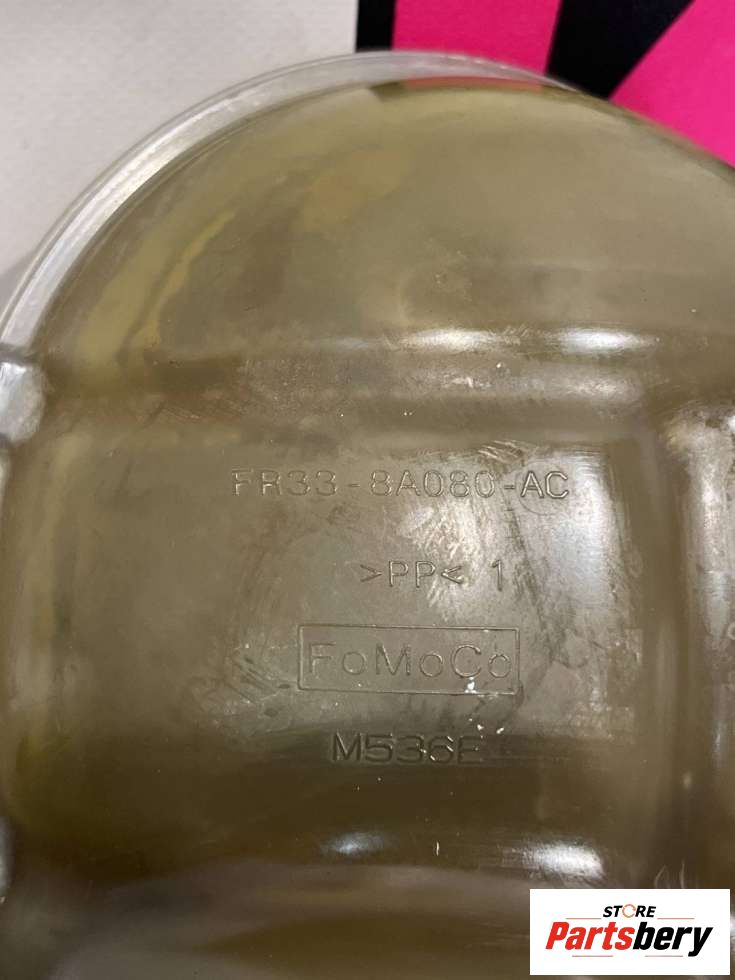 FR33-8A080-AC
>PP< 1
FoMoCo
M536E
STORE
Partsbery